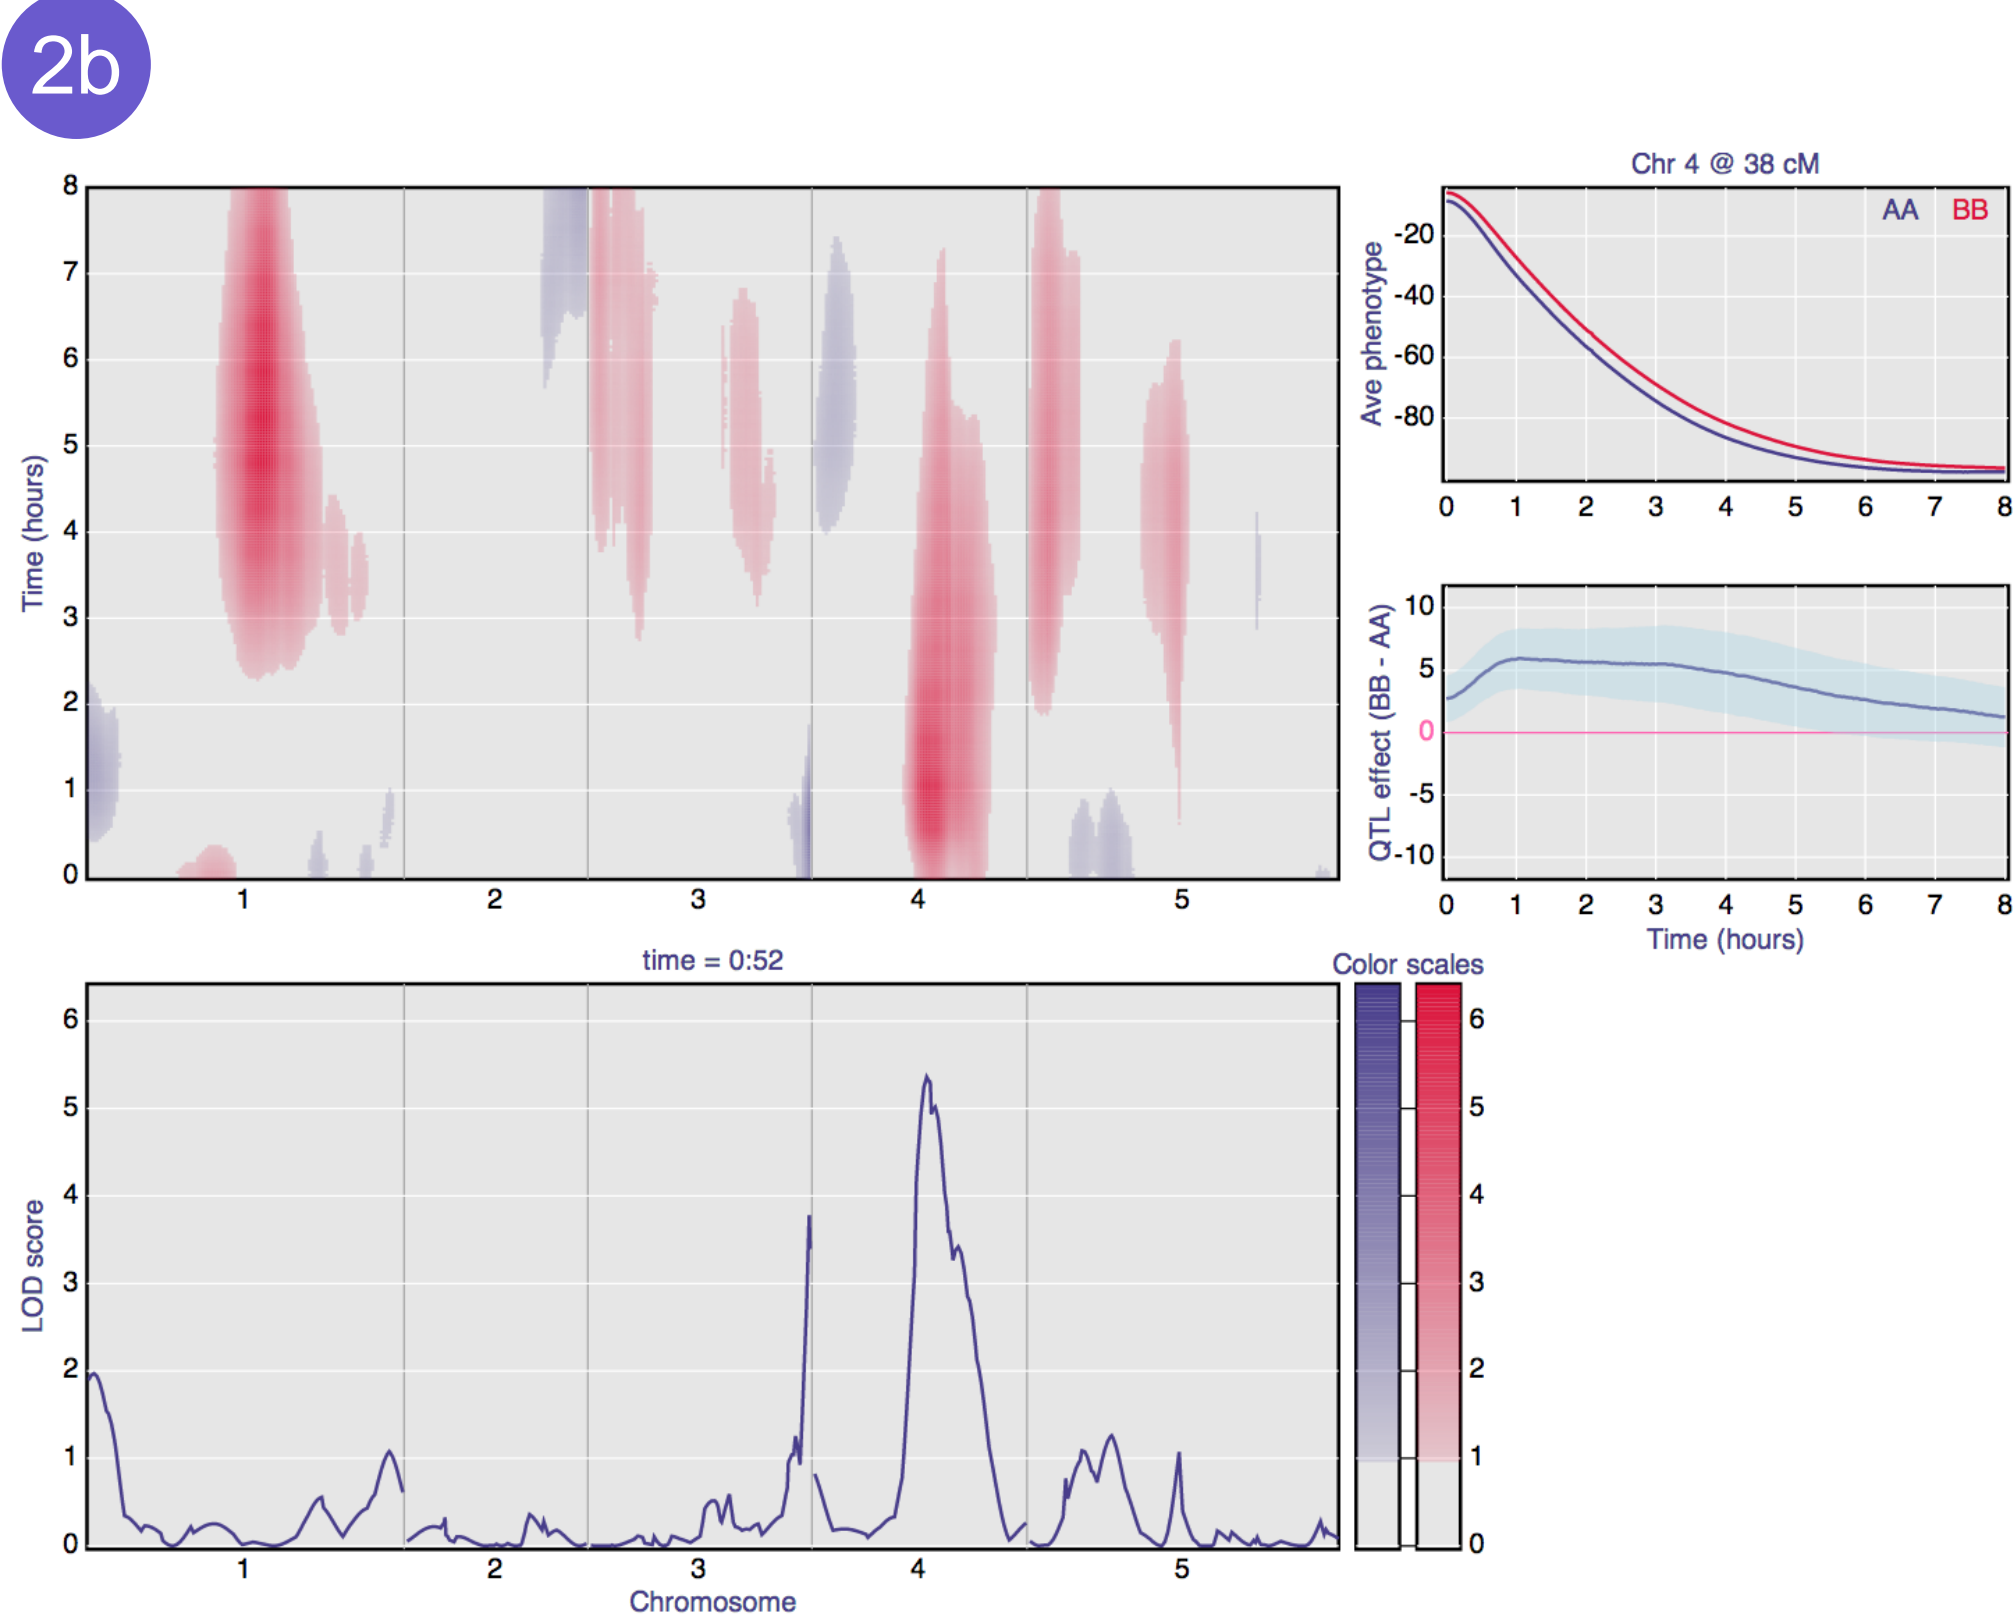 2b
8
7
6
5
4
3
2
1
0
Time (hours)
1 2 3 4 5
Chr 4 @ 38 cM
AA BB
-20
-40
-60
-80
Ave phenotype
0 1 2 3 4 5 6 7 8
10
5
0
-5
-10
QTL effect (BB - AA)
0 1 2 3 4 5 6 7 8
Time (hours)
time = 0:52
6
5
4
3
2
1
0
LOD score
1 2 3 4 5
Chromosome
Color scales
6
5
4
3
2
1
0